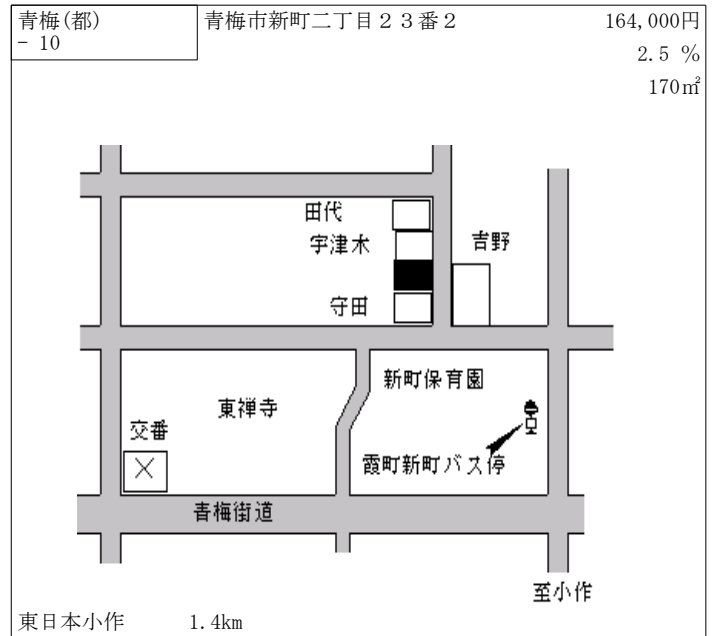 青梅(都)
- 10
青梅市新町二丁目２３番２
164,000円
2.5 %
170㎡
田代
宇津木
吉野
守田
新町保育園
東禅寺
交番
霞町新町バス停
青梅街道
至小作
東日本小作 1.4km